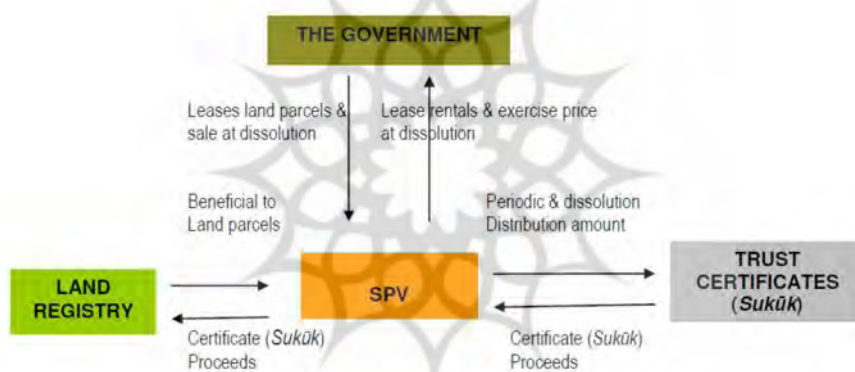 THE GOVERNMENT
Leases land parcels &
sale at dissolution
Lease rentals & exercise price
at dissolution
Beneficial to
Land parcels
Periodic & dissolution
Distribution amount
LAND
REGISTRY
SPV
TRUST
CERTIFICATES
(Sukūk)
Certificate (Sukūk)
Proceeds
Certificate (Sukūk)
Proceeds